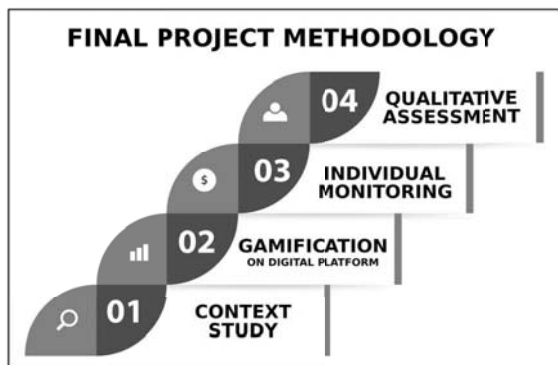 FINAL PROJECT METHODOLOGY
04
QUALITATIVE
ASSESSMENT
03
INDIVIDUAL
MONITORING
$
02
GAMIFICATION
ON DIGITAL PLATFORM
01
CONTEXT
STUDY